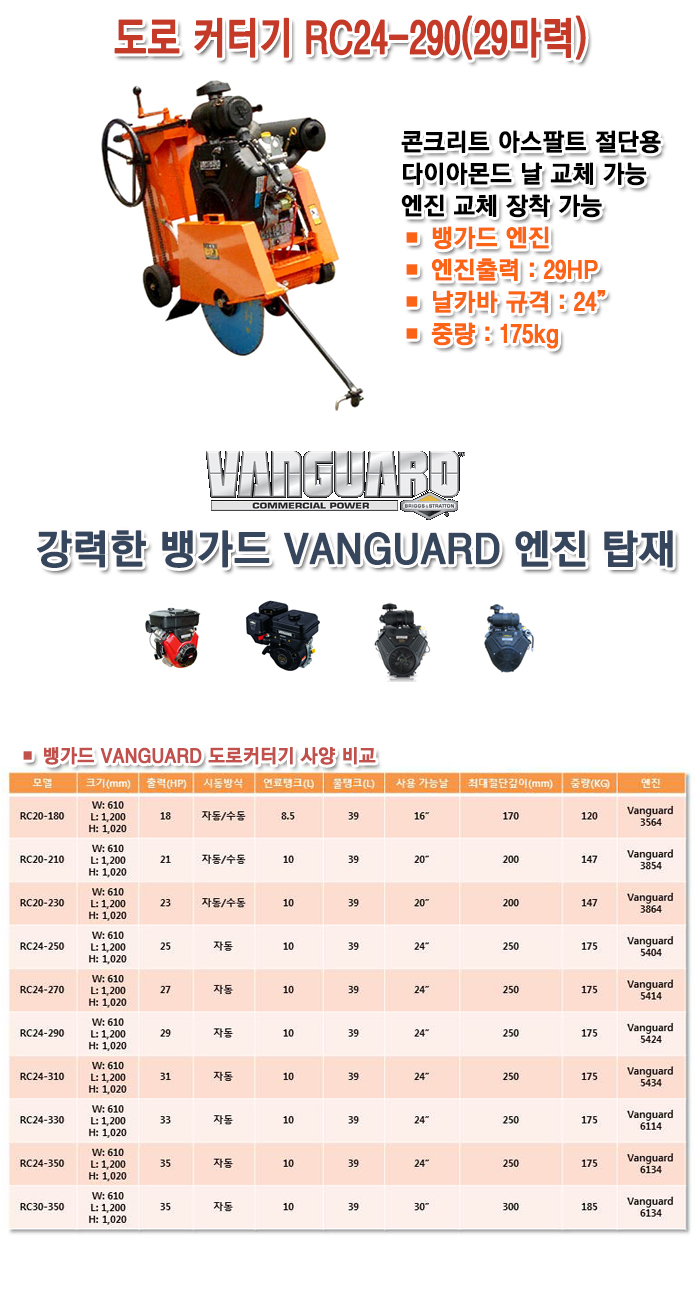 도로 커터기 RC24-290(29마력)
콘크리트 아스팔트 절단용
다이아몬드 날 교체 가능
엔진 교체 장착 가능
■ 뱅가드 엔진
■ 엔진출력 : 29HP
■ 날카바 규격 : 24”
■ 중량 : 175kg
VANGUARD
COMMERCIAL POWER
BRIGGS & STRATTON
강력한 뱅가드 VANGUARD 엔진 탑재
■ 뱅가드 VANGUARD 도로커터기 사양 비교
모델 크기(mm) 출력(HP) 시동방식 연료탱크(L) 물탱크(L) 사용 가능날 최대절단깊이(mm) 중량(KG) 엔진
RC20-180 W: 610 L: 1,200 H: 1,020 18 자동/수동 8.5 39 16″ 170 120 Vanguard 3564
RC20-210 W: 610 L: 1,200 H: 1,020 21 자동/수동 10 39 20″ 200 147 Vanguard 3854
RC20-230 W: 610 L: 1,200 H: 1,020 23 자동/수동 10 39 20″ 200 147 Vanguard 3864
RC24-250 W: 610 L: 1,200 H: 1,020 25 자동 10 39 24″ 250 175 Vanguard 5404
RC24-270 W: 610 L: 1,200 H: 1,020 27 자동 10 39 24″ 250 175 Vanguard 5414
RC24-290 W: 610 L: 1,200 H: 1,020 29 자동 10 39 24″ 250 175 Vanguard 5424
RC24-310 W: 610 L: 1,200 H: 1,020 31 자동 10 39 24″ 250 175 Vanguard 5434
RC24-330 W: 610 L: 1,200 H: 1,020 33 자동 10 39 24″ 250 175 Vanguard 6114
RC24-350 W: 610 L: 1,200 H: 1,020 35 자동 10 39 24″ 250 175 Vanguard 6134
RC30-350 W: 610 L: 1,200 H: 1,020 35 자동 10 39 30″ 300 185 Vanguard 6134